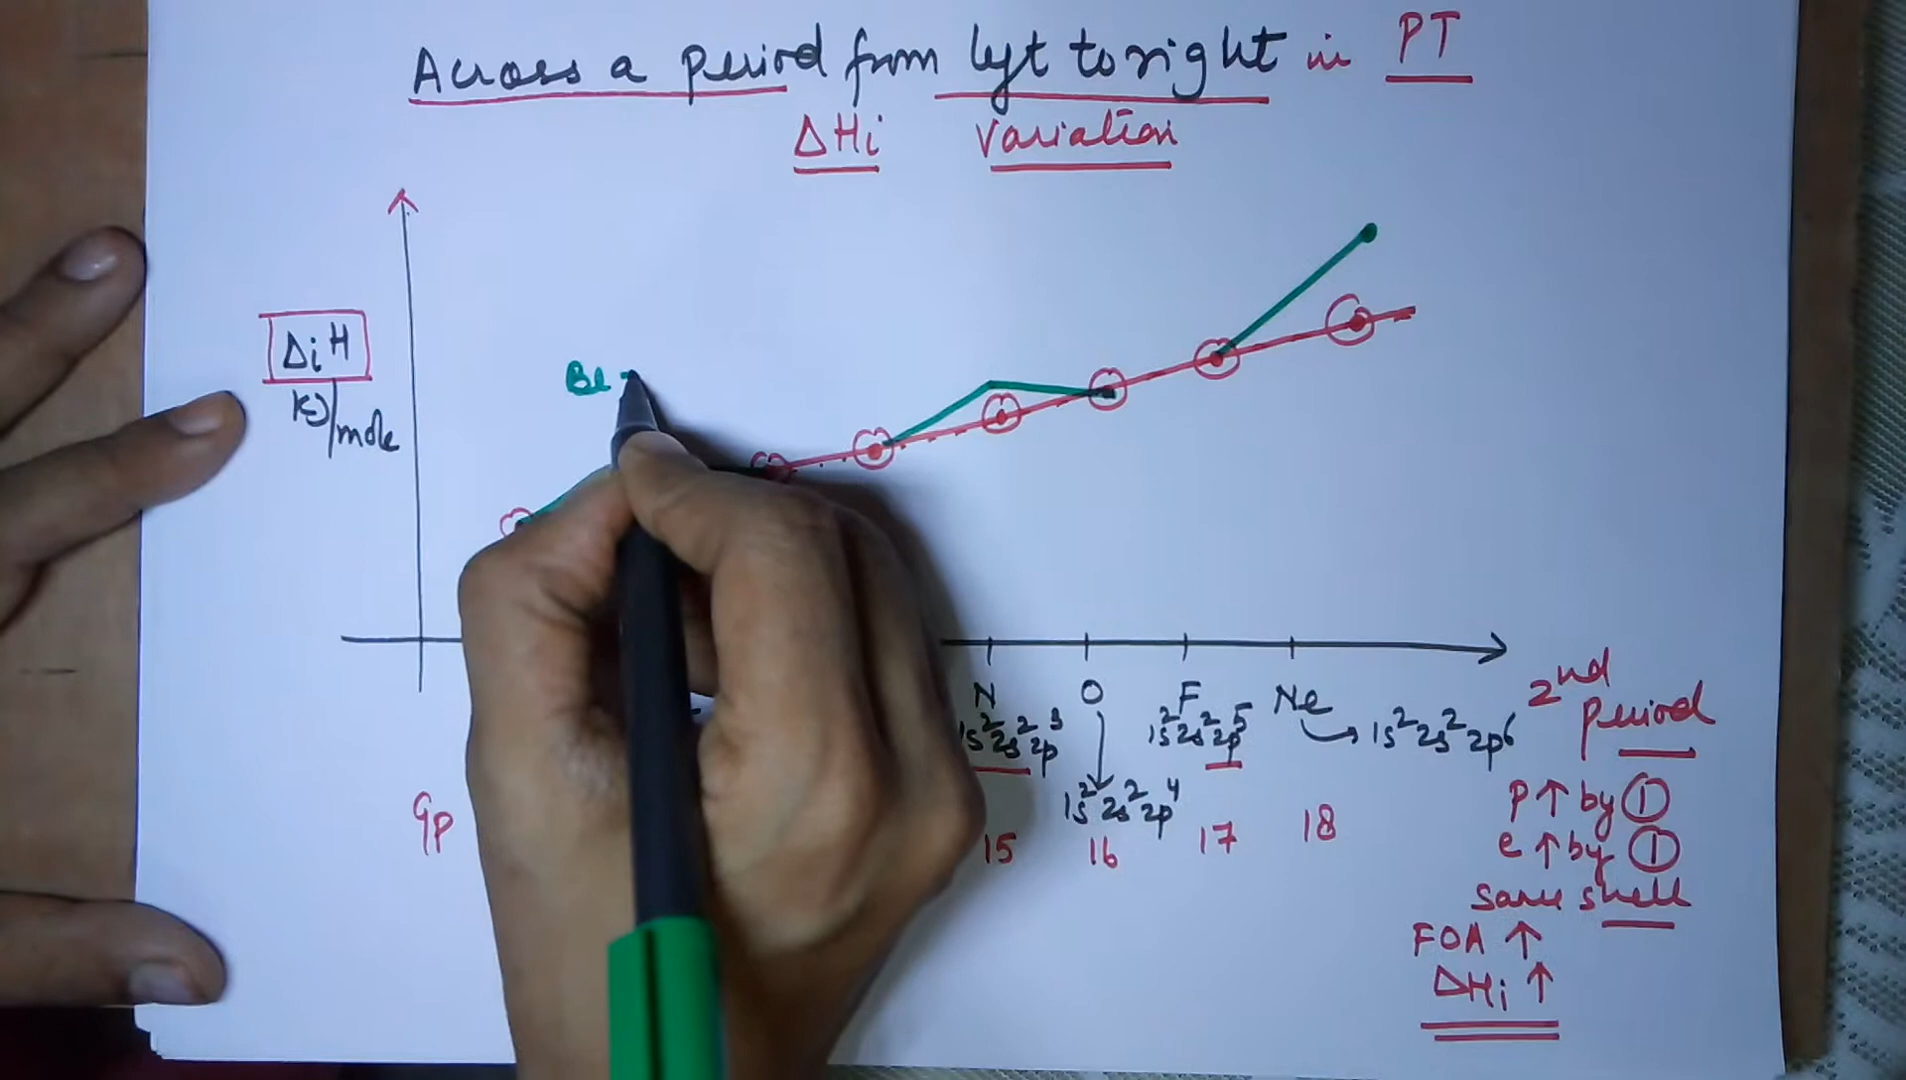 Across a period from left to right in PT
ΔHi Variation
ΔiH
KJ/mole
Be
N O F Ne
1s²2s²2p³
1s²2s²2p⁴
1s²2s²2p⁵
1s²2s²2p⁶
2nd
period
gp
15 16 17 18
P↑ by ①
e ↑ by ①
same shell
FOA ↑
ΔHi ↑